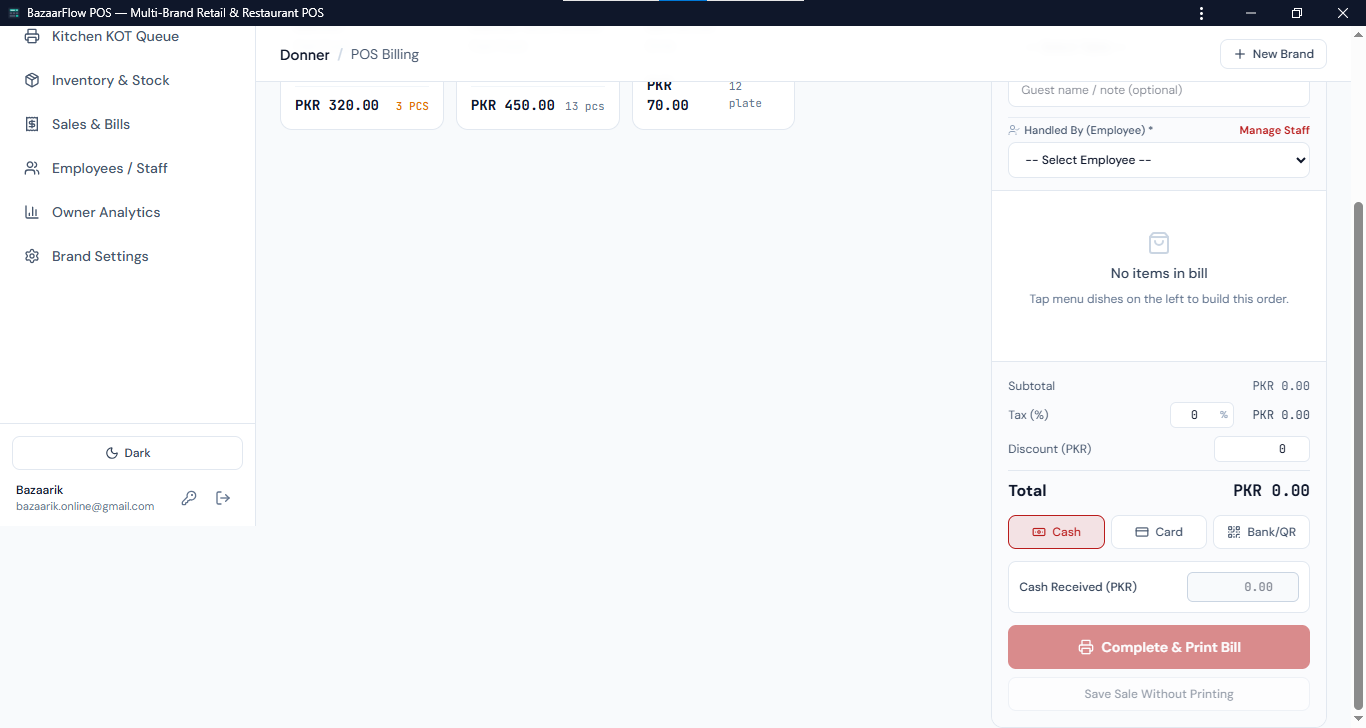 BazaarFlow POS — Multi-Brand Retail & Restaurant POS
Kitchen KOT Queue
Inventory & Stock
Sales & Bills
Employees / Staff
Owner Analytics
Brand Settings
Dark
Bazaarik
bazaarik.online@gmail.com
Donner / POS Billing
New Brand
PKR 320.00 3 PCS
PKR 450.00 13 pcs
PKR 70.00
12 plate
Guest name / note (optional)
Handled By (Employee) *
Manage Staff
-- Select Employee --
No items in bill
Tap menu dishes on the left to build this order.
Subtotal PKR 0.00
Tax (%) 0 % PKR 0.00
Discount (PKR) 0
Total PKR 0.00
Cash
Card
Bank/QR
Cash Received (PKR) 0.00
Complete & Print Bill
Save Sale Without Printing